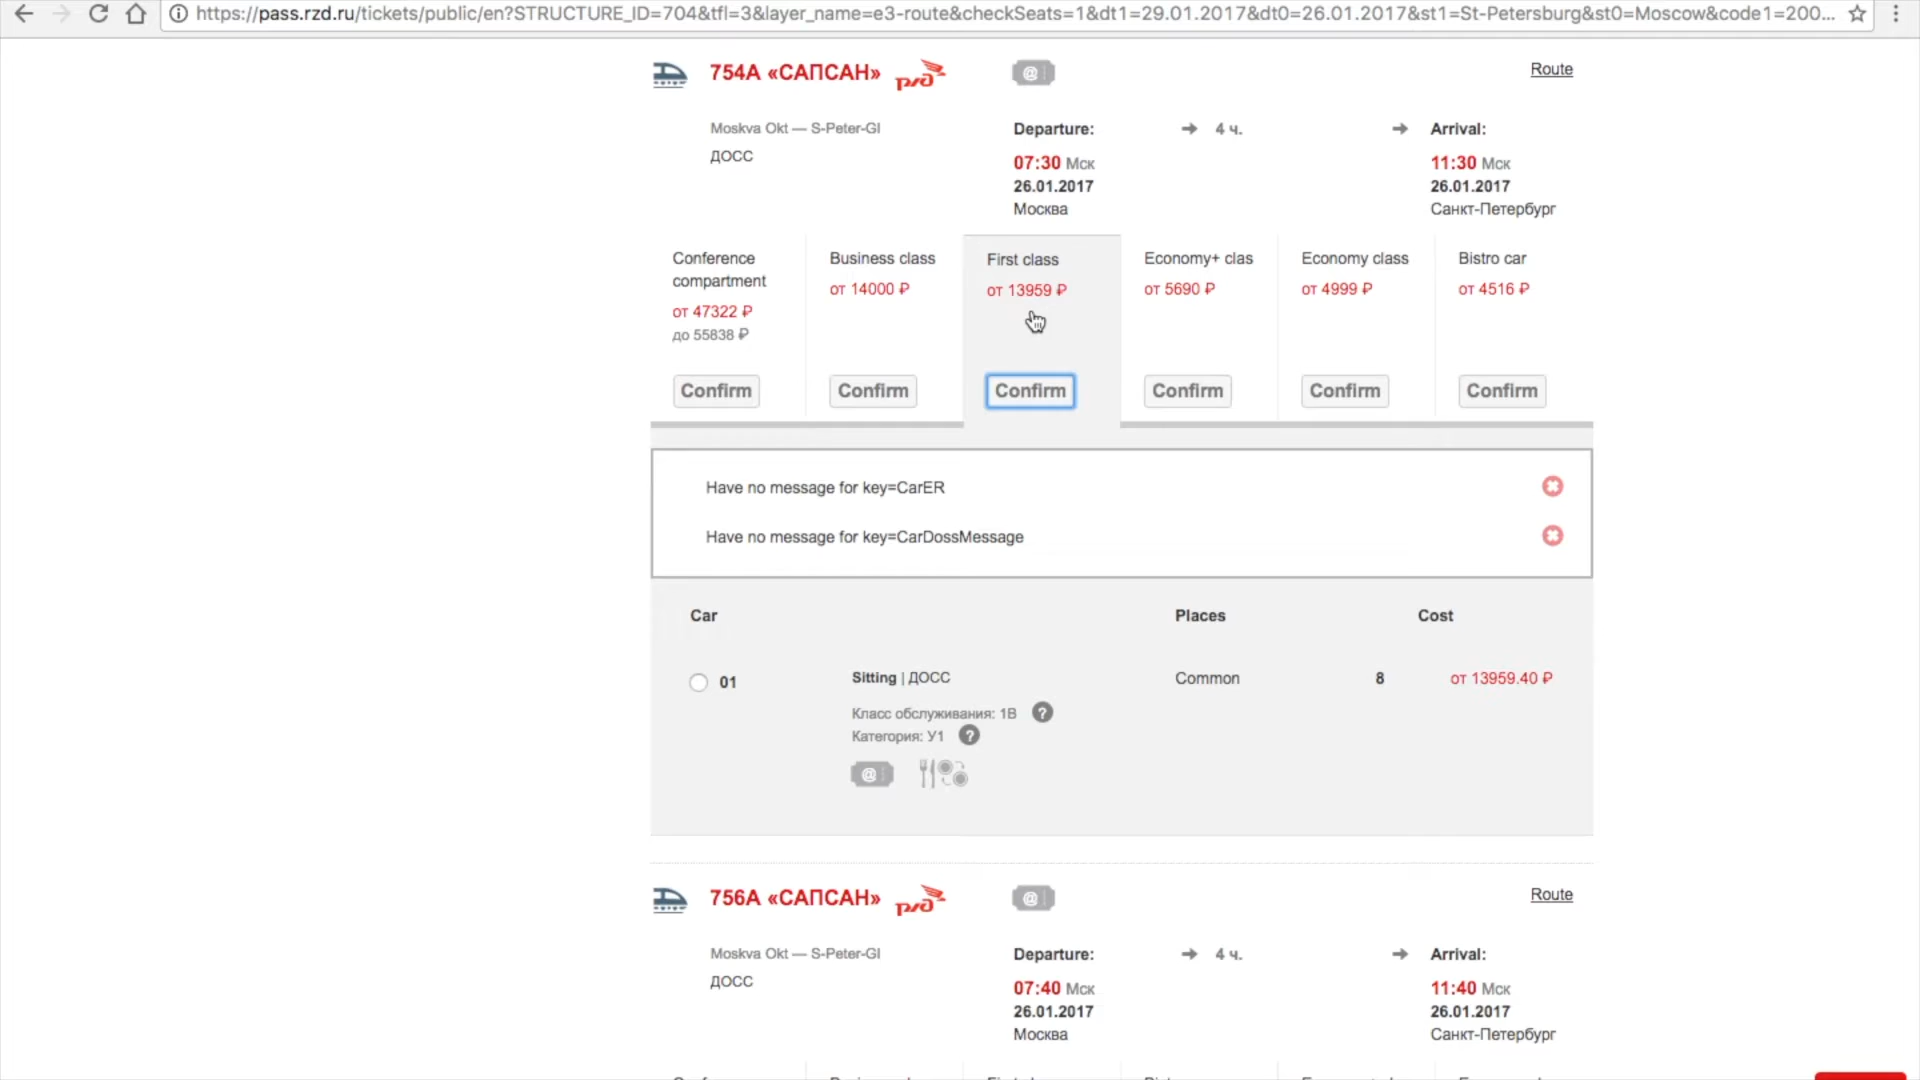 https://pass.rzd.ru/tickets/public/en?STRUCTURE_ID=704&tfl=3&layer_name=e3-route&checkSeats=1&dt1=29.01.2017&dt0=26.01.2017&st1=St-Petersburg&st0=Moscow&code1=200...
754А «САПСАН» ржд @ Route
Moskva Okt — S-Peter-Gl Departure: 4 ч. Arrival:
ДОСС
07:30 Мск 11:30 Мск
26.01.2017 26.01.2017
Москва Санкт-Петербург
Conference Business class First class Economy+ clas Economy class Bistro car
compartment от 14000 ₽ от 13959 ₽ от 5690 ₽ от 4999 ₽ от 4516 ₽
от 47322 ₽
до 55838 ₽
Confirm Confirm Confirm Confirm Confirm Confirm
Have no message for key=CarER
Have no message for key=CarDossMessage
Car Places Cost
01 Sitting | ДОСС Common 8 от 13959.40 ₽
Класс обслуживания: 1В ?
Категория: У1 ?
@
756А «САПСАН» ржд @ Route
Moskva Okt — S-Peter-Gl Departure: 4 ч. Arrival:
ДОСС
07:40 Мск 11:40 Мск
26.01.2017 26.01.2017
Москва Санкт-Петербург